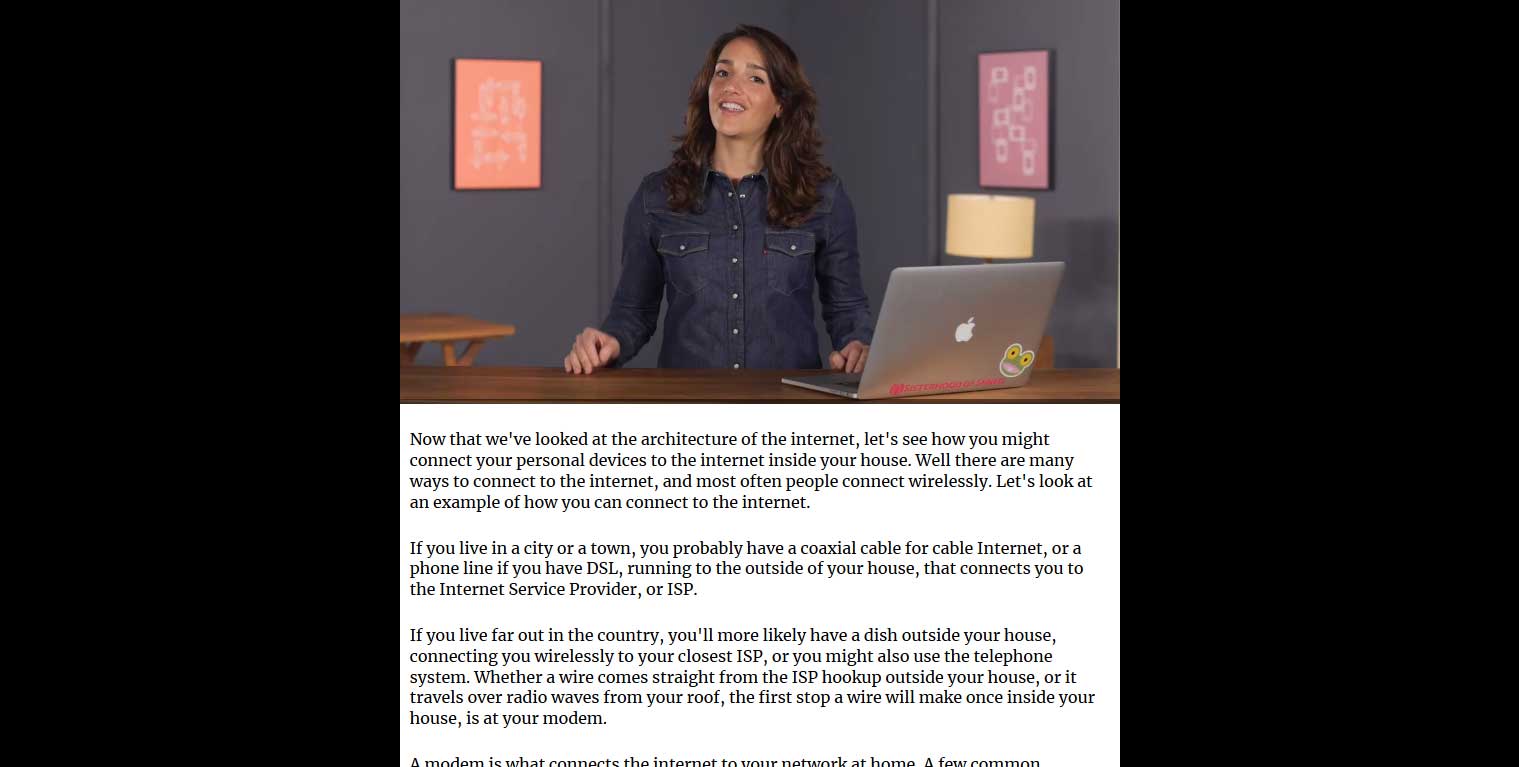 SISTERHOOD OF
Now that we've looked at the architecture of the internet, let's see how you might
connect your personal devices to the internet inside your house. Well there are many
ways to connect to the internet, and most often people connect wirelessly. Let's look at
an example of how you can connect to the internet.
If you live in a city or a town, you probably have a coaxial cable for cable Internet, or a
phone line if you have DSL, running to the outside of your house, that connects you to
the Internet Service Provider, or ISP.
If you live far out in the country, you'll more likely have a dish outside your house,
connecting you wirelessly to your closest ISP, or you might also use the telephone
system. Whether a wire comes straight from the ISP hookup outside your house, or it
travels over radio waves from your roof, the first stop a wire will make once inside your
house, is at your modem.
A modem is what connects the internet to your network at home. A few common